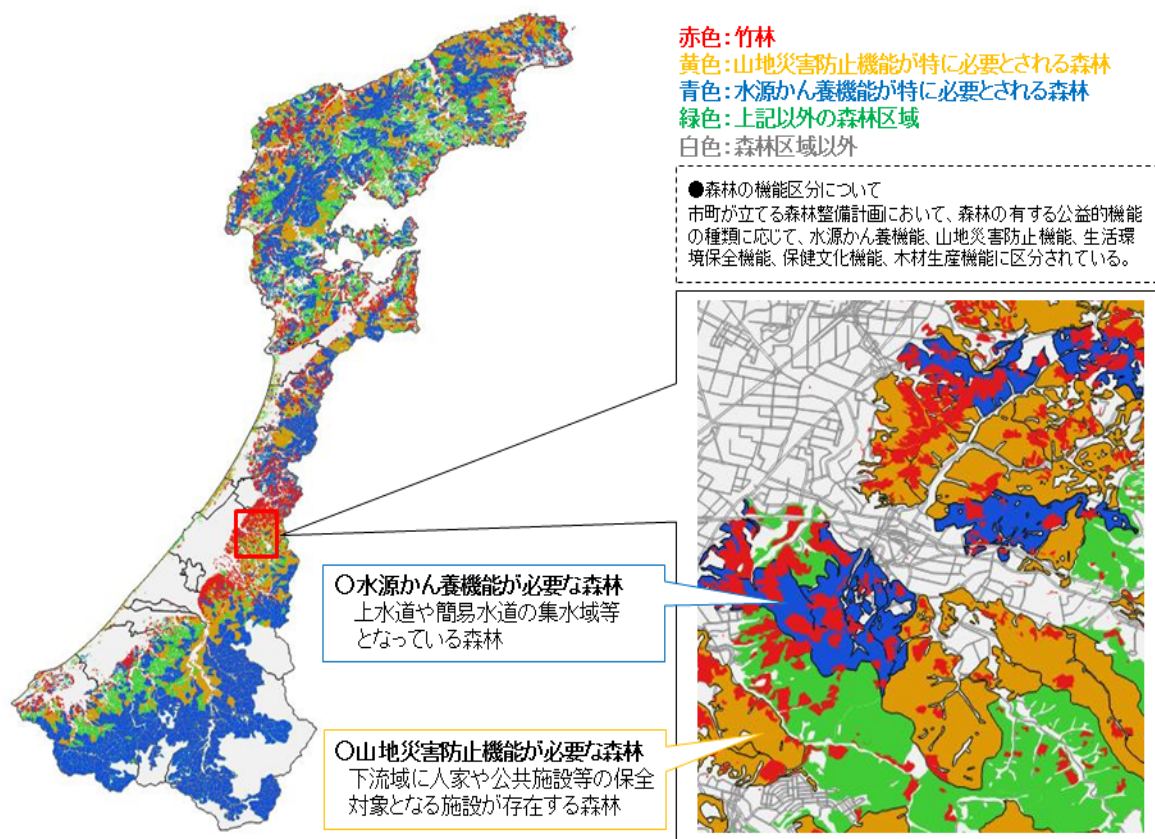 赤色：竹林
黄色：山地災害防止機能が特に必要とされる森林
青色：水源かん養機能が特に必要とされる森林
緑色：上記以外の森林区域
白色：森林区域以外
●森林の機能区分について
市町が立てる森林整備計画において、森林の有する公益的機能
の種類に応じて、水源かん養機能、山地災害防止機能、生活環
境保全機能、保健文化機能、木材生産機能に区分されている。
〇水源かん養機能が必要な森林
上水道や簡易水道の集水域等
となっている森林
〇山地災害防止機能が必要な森林
下流域に人家や公共施設等の保全
対象となる施設が存在する森林